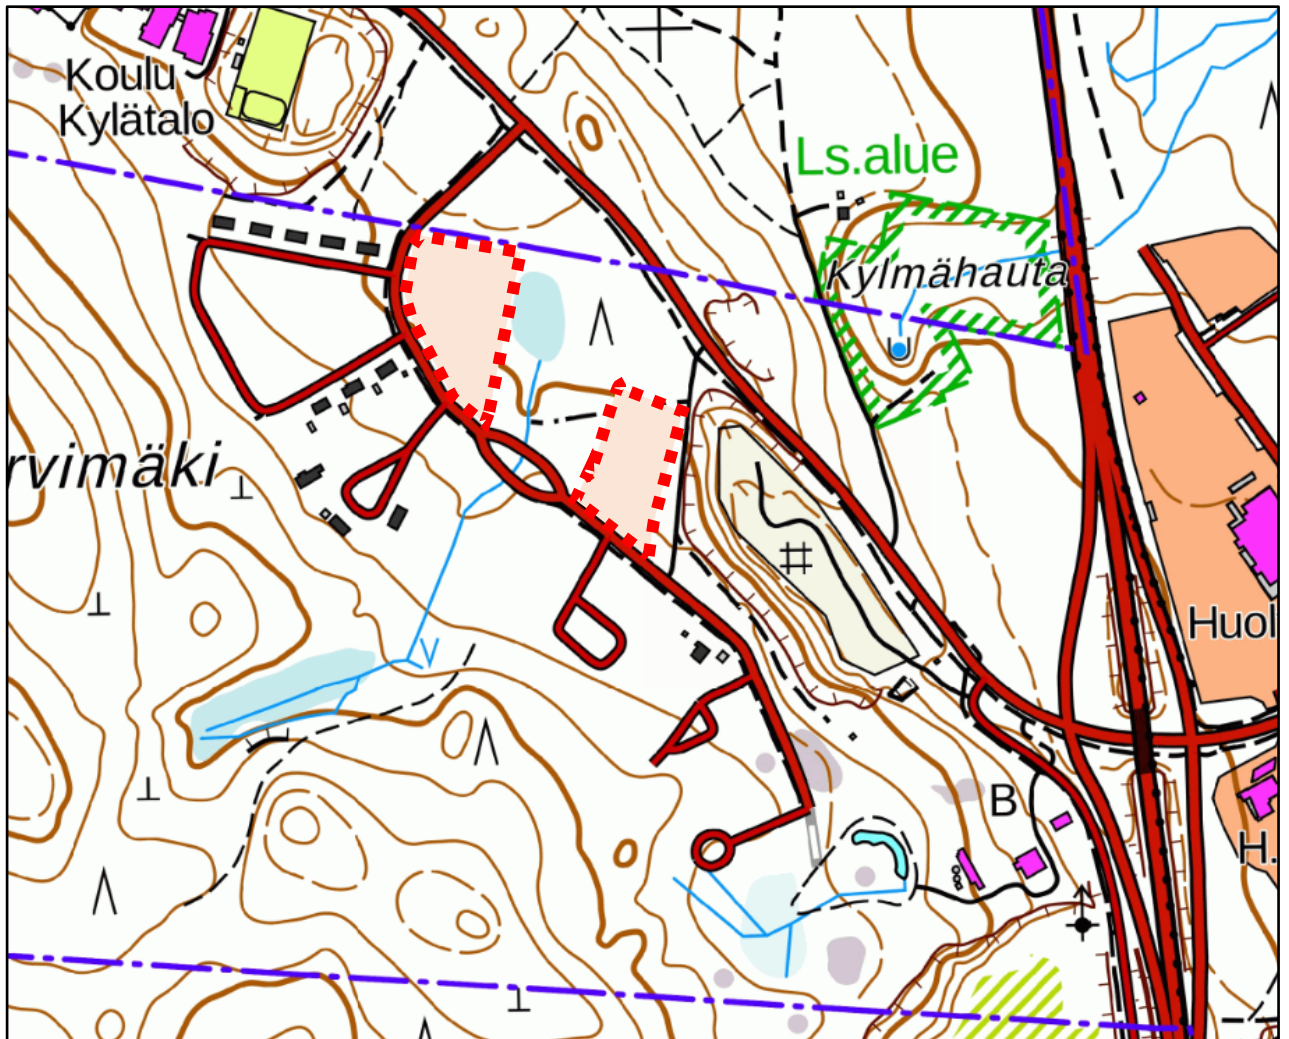 Koulu
Kylätalo
Ls.alue
Kylmähauta
U
rvimäki
Huol
V
B
H.